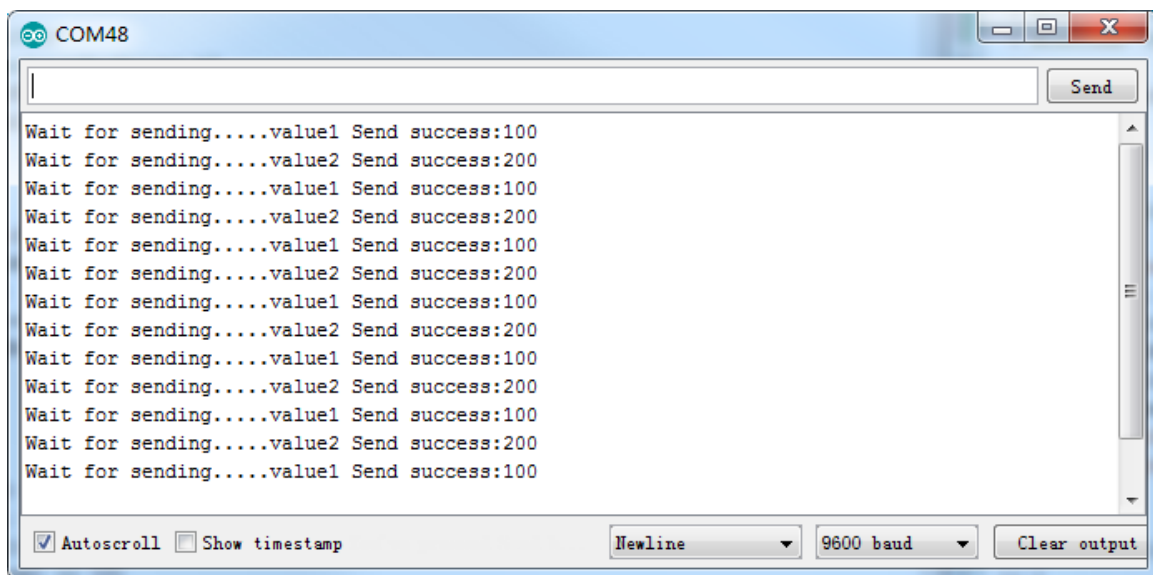 COM48
Send
Wait for sending.....value1 Send success:100
Wait for sending.....value2 Send success:200
Wait for sending.....value1 Send success:100
Wait for sending.....value2 Send success:200
Wait for sending.....value1 Send success:100
Wait for sending.....value2 Send success:200
Wait for sending.....value1 Send success:100
Wait for sending.....value2 Send success:200
Wait for sending.....value1 Send success:100
Wait for sending.....value2 Send success:200
Wait for sending.....value1 Send success:100
Wait for sending.....value2 Send success:200
Wait for sending.....value1 Send success:100
Autoscroll Show timestamp Newline 9600 baud Clear output